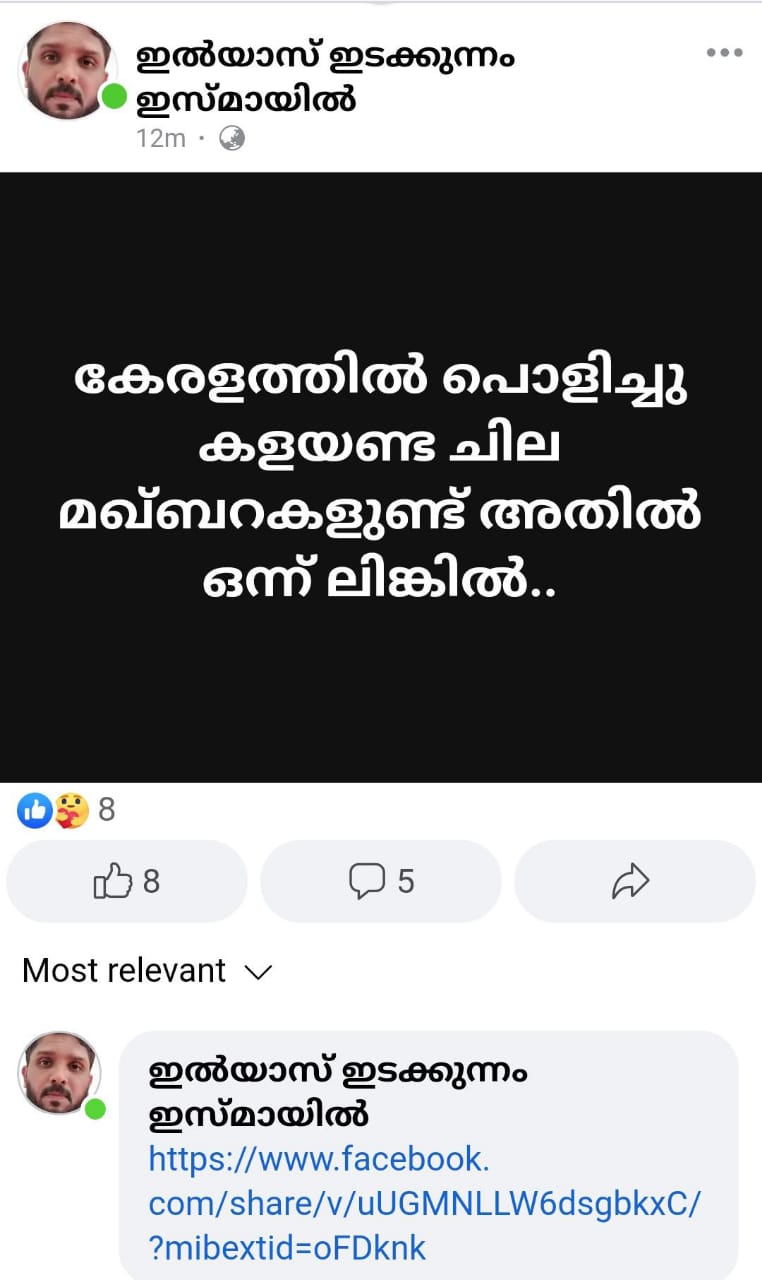 ഇൽയാസ് ഇടക്കുന്നം
ഇസ്മായിൽ
12m ·
കേരളത്തിൽ പൊളിച്ചു
കളയണ്ട ചില
മഖ്ബറകളുണ്ട് അതിൽ
ഒന്ന് ലിങ്കിൽ..
8
8
5
Most relevant
ഇൽയാസ് ഇടക്കുന്നം
ഇസ്മായിൽ
https://www.facebook.
com/share/v/uUGMNLLW6dsgbkxC/
?mibextid=oFDknk